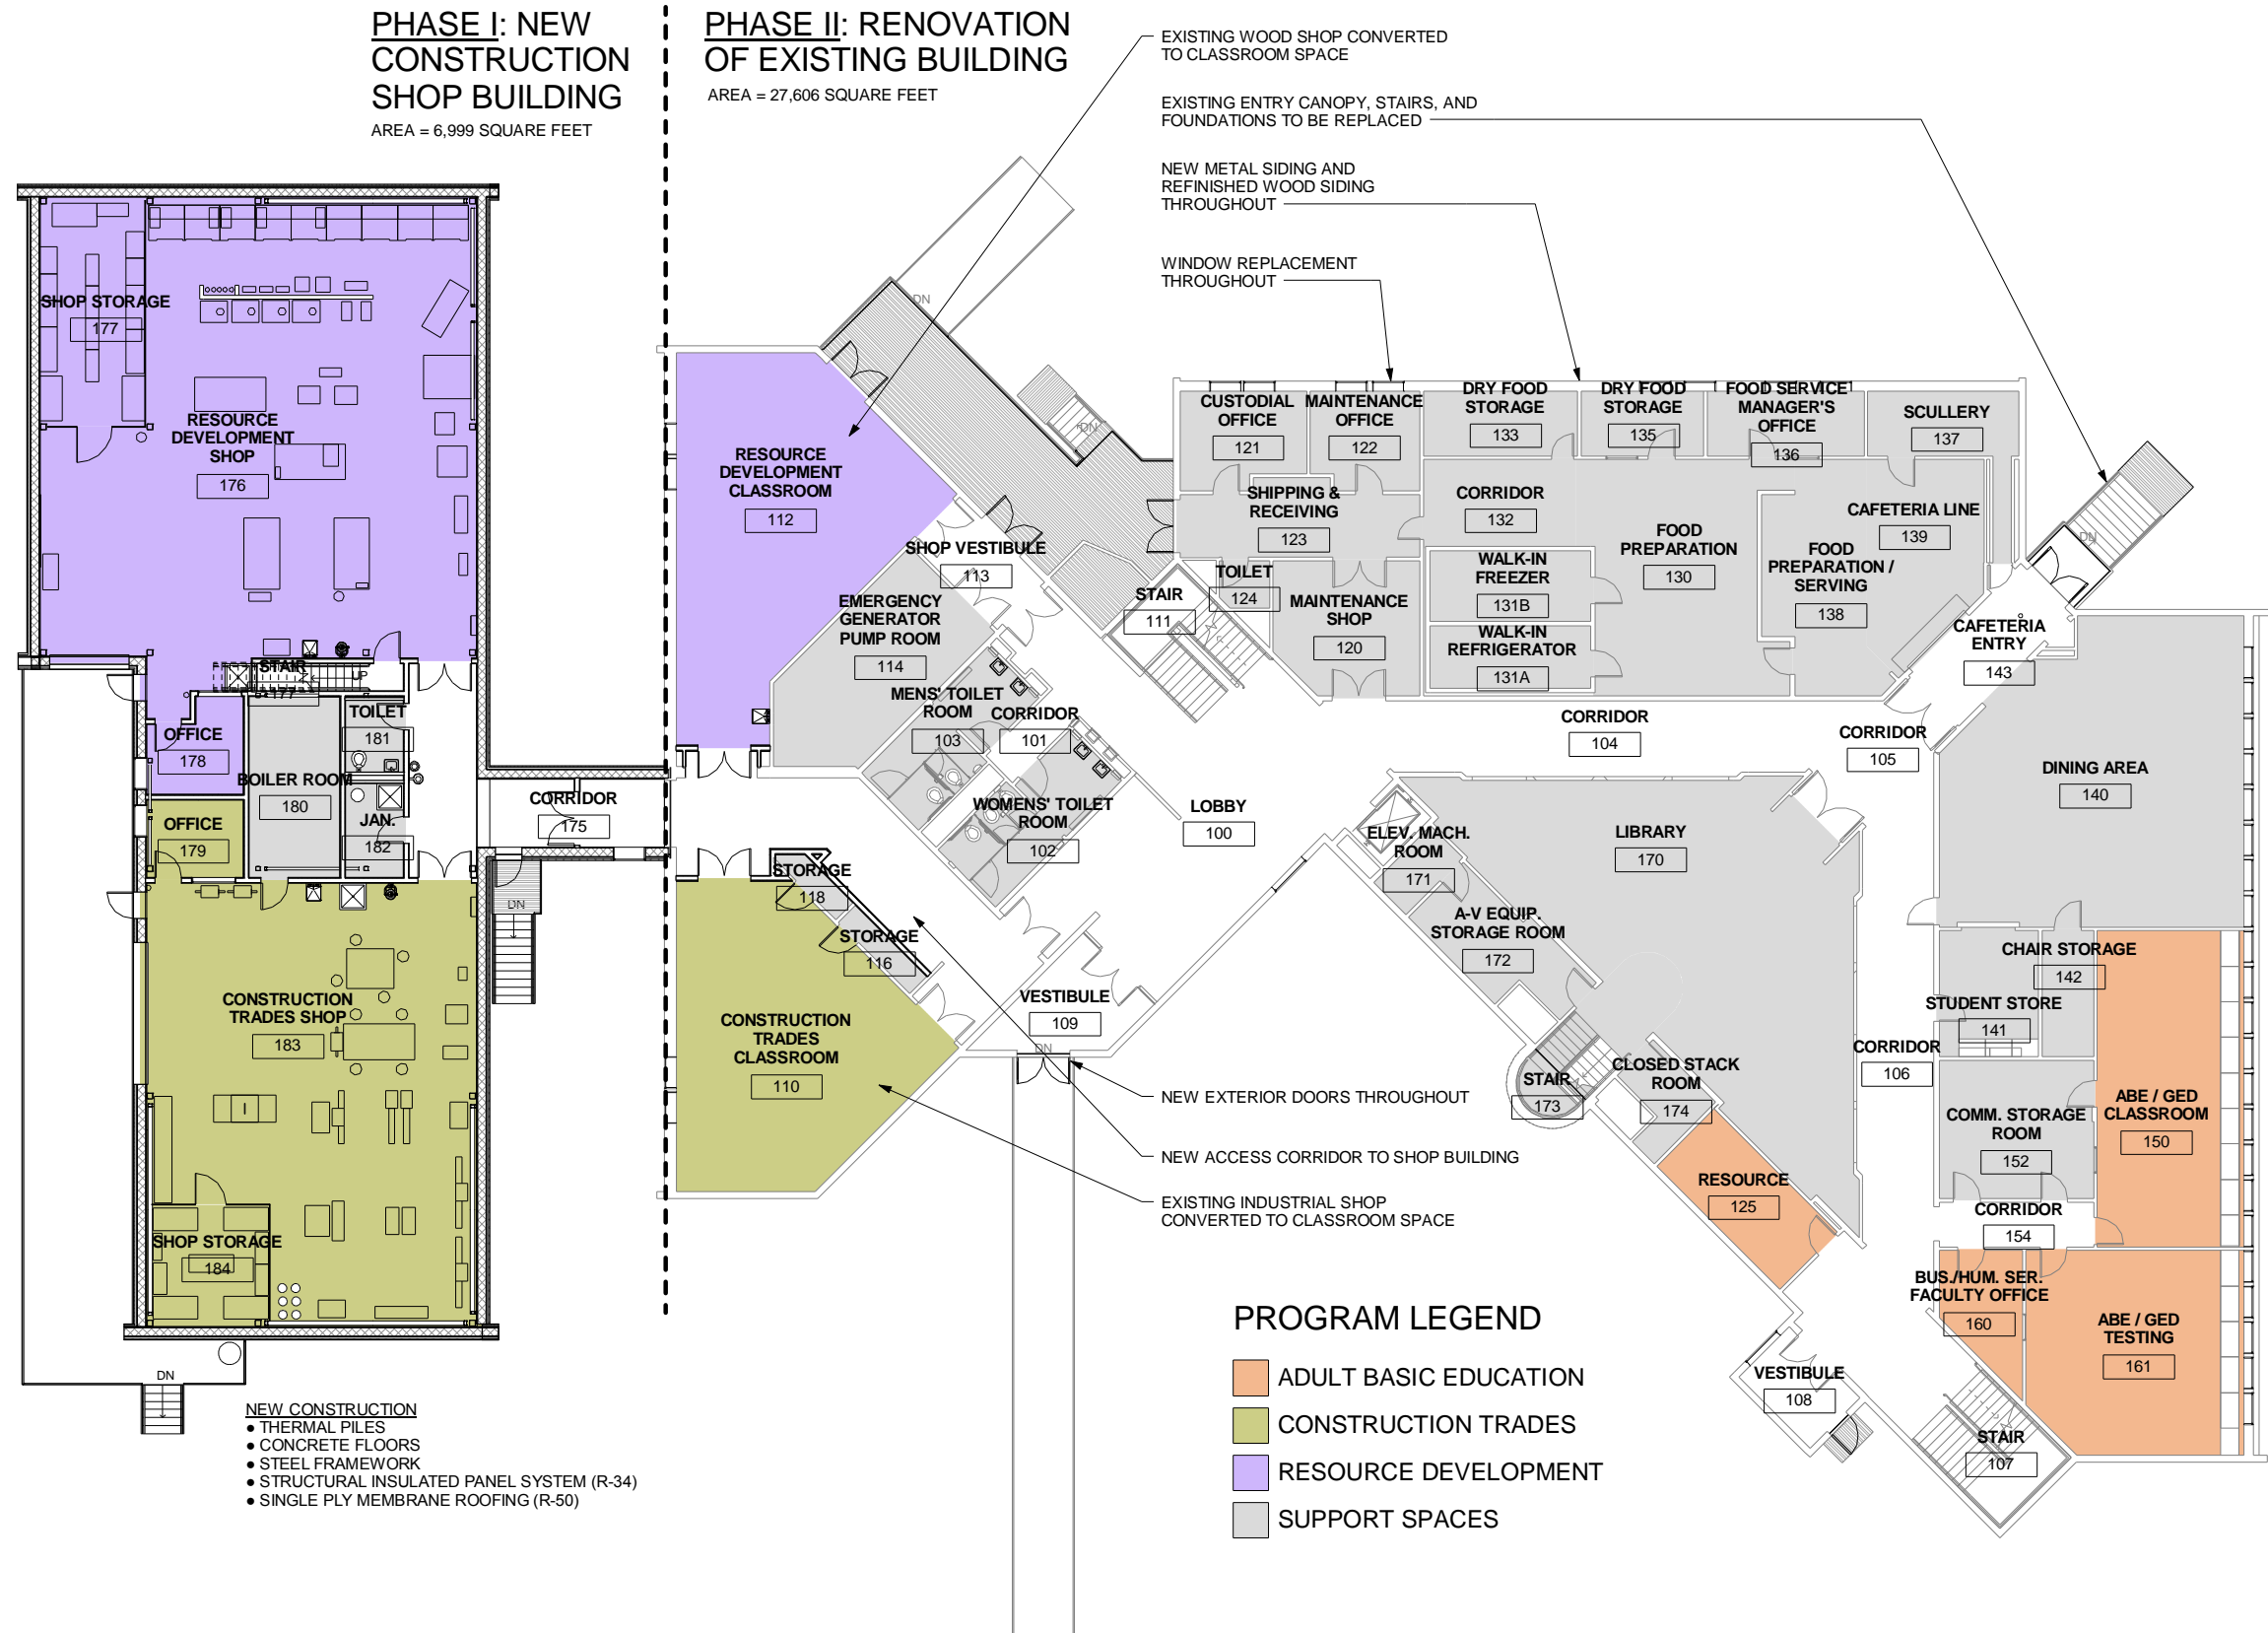 PHASE I: NEW
CONSTRUCTION
SHOP BUILDING
AREA = 6,999 SQUARE FEET
PHASE II: RENOVATION
OF EXISTING BUILDING
AREA = 27,606 SQUARE FEET
EXISTING WOOD SHOP CONVERTED
TO CLASSROOM SPACE
EXISTING ENTRY CANOPY, STAIRS, AND
FOUNDATIONS TO BE REPLACED
NEW METAL SIDING AND
REFINISHED WOOD SIDING
THROUGHOUT
WINDOW REPLACEMENT
THROUGHOUT
SHOP STORAGE
177
RESOURCE
DEVELOPMENT
SHOP
176
STAIR
177
UP
OFFICE
178
TOILET
181
BOILER ROOM
180
OFFICE
179
JAN.
182
CORRIDOR
175
DN
CONSTRUCTION
TRADES SHOP
183
SHOP STORAGE
184
DN
NEW CONSTRUCTION
● THERMAL PILES
● CONCRETE FLOORS
● STEEL FRAMEWORK
● STRUCTURAL INSULATED PANEL SYSTEM (R-34)
● SINGLE PLY MEMBRANE ROOFING (R-50)
RESOURCE
DEVELOPMENT
CLASSROOM
112
DN
DN
SHOP VESTIBULE
113
EMERGENCY
GENERATOR
PUMP ROOM
114
STAIR
111
MENS' TOILET
ROOM
103
CORRIDOR
101
WOMENS' TOILET
ROOM
102
LOBBY
100
STORAGE
118
STORAGE
116
CONSTRUCTION
TRADES
CLASSROOM
110
VESTIBULE
109
DN
CUSTODIAL
OFFICE
121
MAINTENANCE
OFFICE
122
DRY FOOD
STORAGE
133
DRY FOOD
STORAGE
135
FOOD SERVICE
MANAGER'S
OFFICE
136
SCULLERY
137
SHIPPING &
RECEIVING
123
CORRIDOR
132
FOOD
PREPARATION
130
CAFETERIA LINE
139
FOOD
PREPARATION /
SERVING
138
TOILET
124
MAINTENANCE
SHOP
120
WALK-IN
FREEZER
131B
WALK-IN
REFRIGERATOR
131A
DN
CAFETERIA
ENTRY
143
CORRIDOR
104
CORRIDOR
105
DINING AREA
140
ELEV. MACH.
ROOM
171
LIBRARY
170
A-V EQUIP.
STORAGE ROOM
172
CHAIR STORAGE
142
STUDENT STORE
141
CORRIDOR
106
STAIR
173
CLOSED STACK
ROOM
174
COMM. STORAGE
ROOM
152
ABE / GED
CLASSROOM
150
RESOURCE
125
CORRIDOR
154
BUS./HUM. SER.
FACULTY OFFICE
160
ABE / GED
TESTING
161
VESTIBULE
108
STAIR
107
NEW EXTERIOR DOORS THROUGHOUT
NEW ACCESS CORRIDOR TO SHOP BUILDING
EXISTING INDUSTRIAL SHOP
CONVERTED TO CLASSROOM SPACE
PROGRAM LEGEND
ADULT BASIC EDUCATION
CONSTRUCTION TRADES
RESOURCE DEVELOPMENT
SUPPORT SPACES